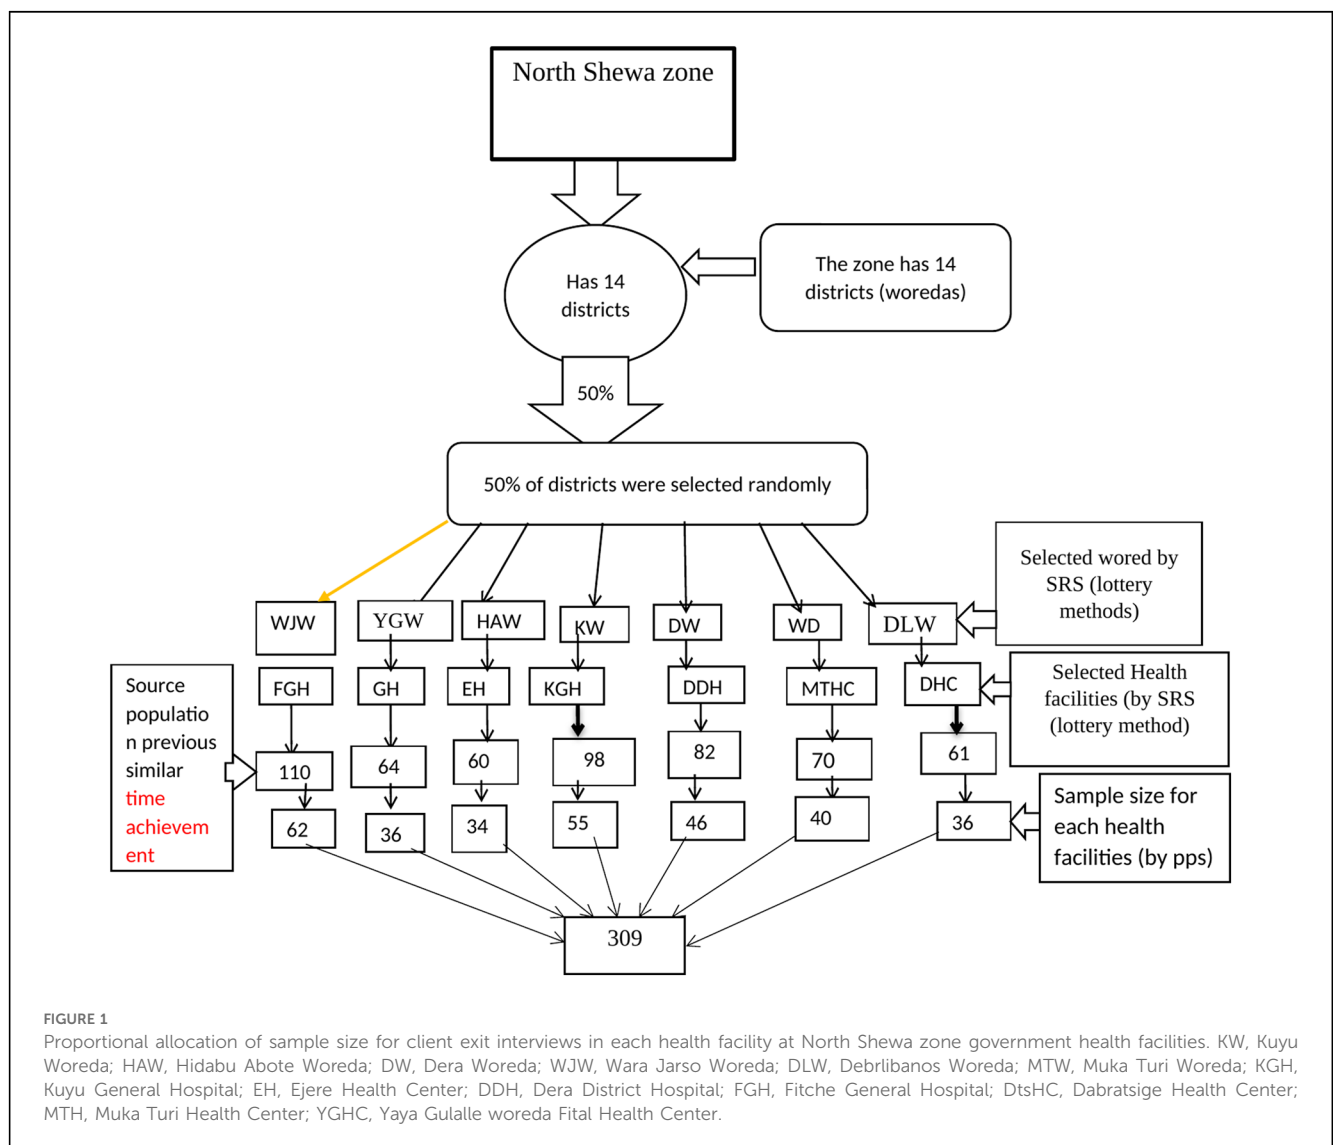 North Shewa zone
Has 14
districts
The zone has 14
districts (woredas)
50%
50% of districts were selected randomly
Selected wored by
SRS (lottery
methods)
WJW
YGW
HAW
KW
DW
WD
DLW
Source
populatio
n previous
similar
time
achievem
ent
FGH
GH
EH
KGH
DDH
MTHC
DHC
Selected Health
facilities (by SRS
(lottery method)
110
64
60
98
82
70
61
62
36
34
55
46
40
36
Sample size for
each health
facilities (by pps)
309
FIGURE 1
Proportional allocation of sample size for client exit interviews in each health facility at North Shewa zone government health facilities. KW, Kuyu
Woreda; HAW, Hidabu Abote Woreda; DW, Dera Woreda; WJW, Wara Jarso Woreda; DLW, Debrlibanos Woreda; MTW, Muka Turi Woreda; KGH,
Kuyu General Hospital; EH, Ejere Health Center; DDH, Dera District Hospital; FGH, Fitche General Hospital; DtsHC, Dabratsige Health Center;
MTH, Muka Turi Health Center; YGHC, Yaya Gulalle woreda Fital Health Center.